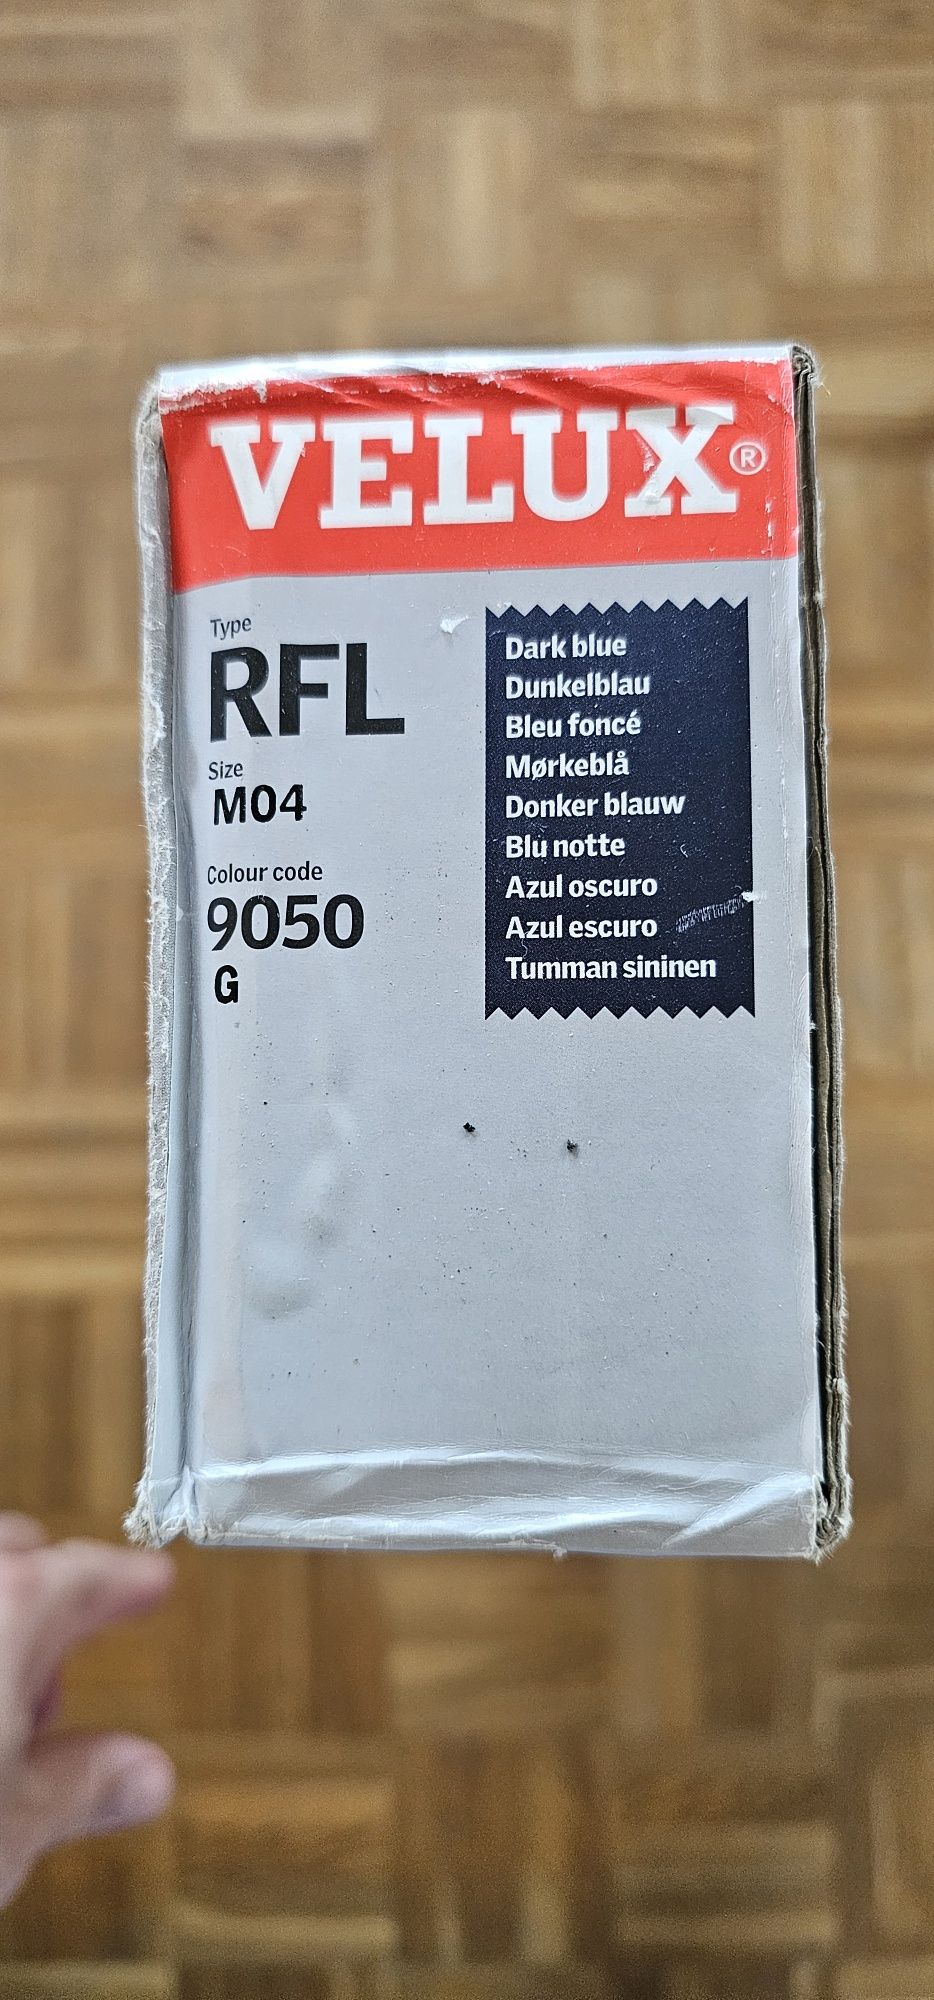 VELUX®
Type
RFL
Size
M04
Colour code
9050
G
Dark blue
Dunkelblau
Bleu foncé
Mørkeblå
Donker blauw
Blu notte
Azul oscuro
Azul escuro
Tumman sininen